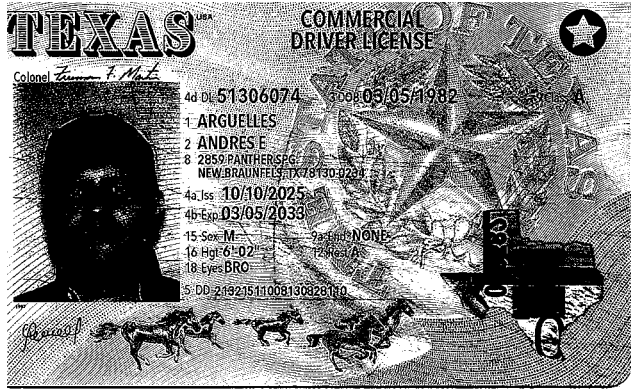 TEXAS USA
COMMERCIAL
DRIVER LICENSE
Colonel
4d DL 51306074 3 DOB 03/05/1982 A
1 ARGUELLES
2 ANDRES E
8 2859 PANTHER SPG
NEW BRAUNFELS, TX 78130-0234
4a Iss 10/10/2025
4b Exp 03/05/2033
15 Sex M 9a End NONE
16 Hgt 6'-02" 12 Rest A
18 Eyes BRO
5 DD